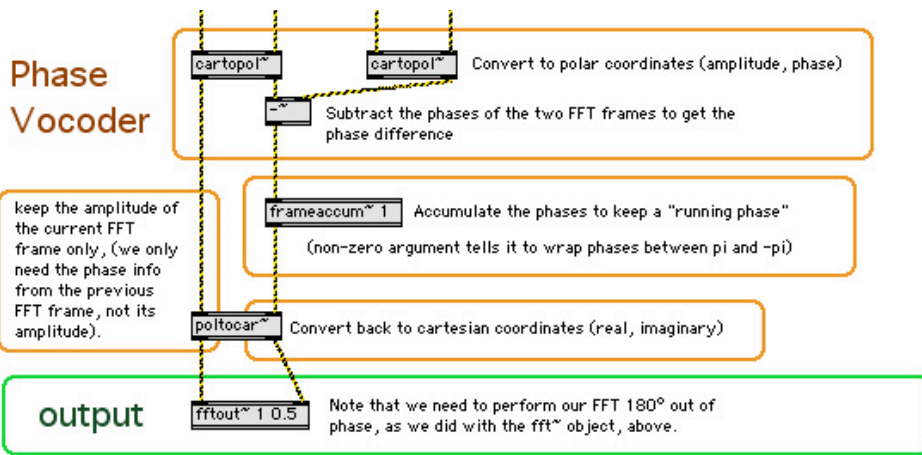 Phase
Vocoder
cartopol~
cartopol~
Convert to polar coordinates (amplitude, phase)
-~
Subtract the phases of the two FFT frames to get the
phase difference
keep the amplitude of
the current FFT
frame only, (we only
need the phase info
from the previous
FFT frame, not its
amplitude).
frameaccum~ 1
Accumulate the phases to keep a "running phase"
(non-zero argument tells it to wrap phases between pi and -pi)
poltocar~
Convert back to cartesian coordinates (real, imaginary)
output
fftout~ 1 0.5
Note that we need to perform our FFT 180° out of
phase, as we did with the fft~ object, above.